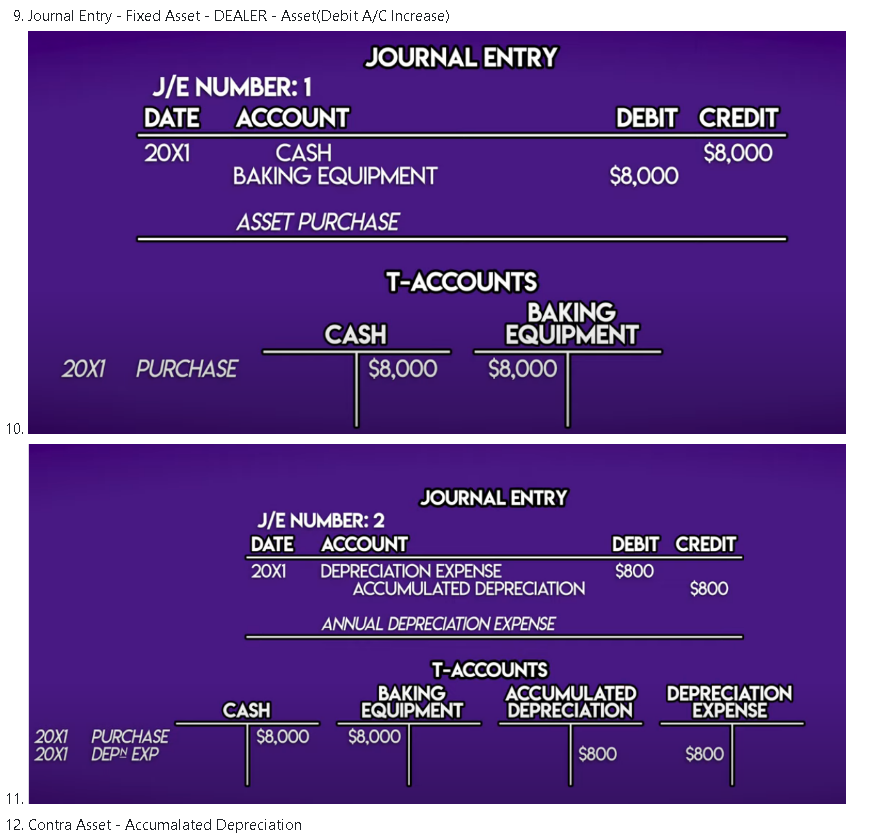 9. Journal Entry - Fixed Asset - DEALER - Asset(Debit A/C Increase)
JOURNAL ENTRY
J/E NUMBER: 1
DATE ACCOUNT DEBIT CREDIT
20X1 CASH $8,000
BAKING EQUIPMENT $8,000
ASSET PURCHASE
T-ACCOUNTS
CASH BAKING EQUIPMENT
20X1 PURCHASE $8,000 $8,000
10.
JOURNAL ENTRY
J/E NUMBER: 2
DATE ACCOUNT DEBIT CREDIT
20X1 DEPRECIATION EXPENSE $800
ACCUMULATED DEPRECIATION $800
ANNUAL DEPRECIATION EXPENSE
T-ACCOUNTS
CASH BAKING EQUIPMENT ACCUMULATED DEPRECIATION DEPRECIATION EXPENSE
20X1 PURCHASE $8,000 $8,000
20X1 DEPN EXP $800 $800
11.
12. Contra Asset - Accumalated Depreciation